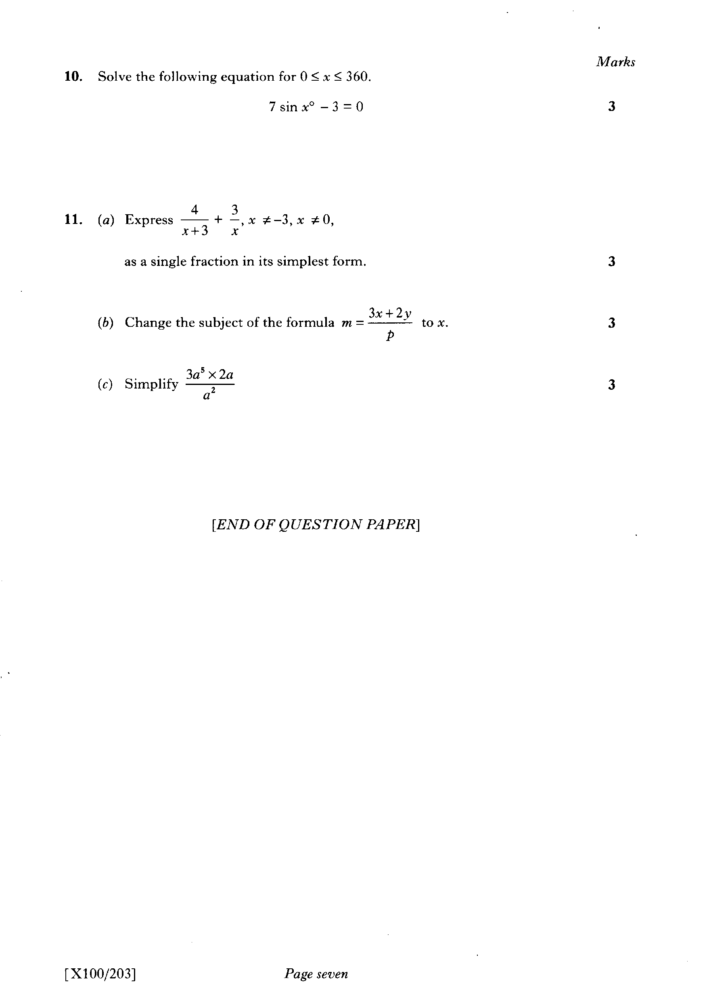 Marks
10. Solve the following equation for 0 ≤ x ≤ 360.
7 sin x° − 3 = 0 3
11. (a) Express 4/(x+3) + 3/x, x ≠ −3, x ≠ 0,
as a single fraction in its simplest form. 3
(b) Change the subject of the formula m = (3x + 2y)/p to x. 3
(c) Simplify (3a⁵ × 2a)/a² 3
[END OF QUESTION PAPER]
[X100/203] Page seven